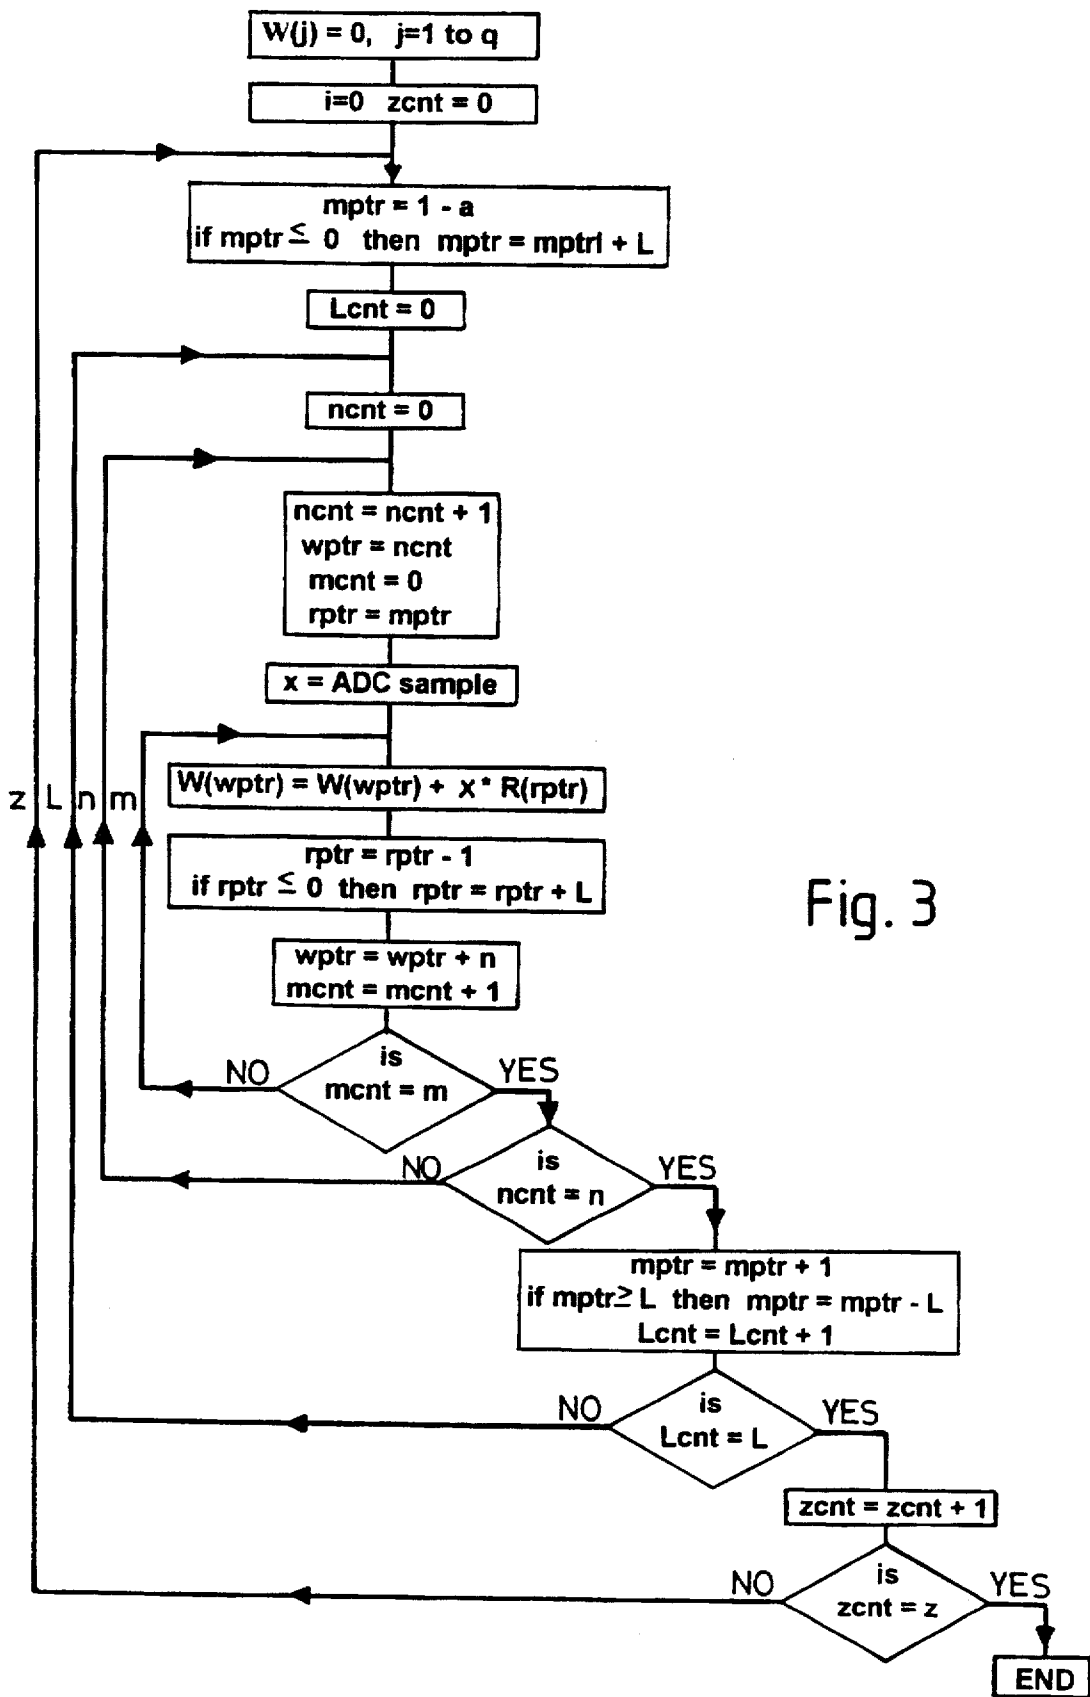 W(j) = 0, j=1 to q
i=0 zcnt = 0
mptr = 1 - a
if mptr ≤ 0 then mptr = mptrl + L
Lcnt = 0
ncnt = 0
ncnt = ncnt + 1
wptr = ncnt
mcnt = 0
rptr = mptr
x = ADC sample
W(wptr) = W(wptr) + x * R(rptr)
z L n m
rptr = rptr - 1
if rptr ≤ 0 then rptr = rptr + L
Fig. 3
wptr = wptr + n
mcnt = mcnt + 1
is
mcnt = m
NO
YES
is
ncnt = n
NO
YES
mptr = mptr + 1
if mptr ≥ L then mptr = mptr - L
Lcnt = Lcnt + 1
is
Lcnt = L
NO
YES
zcnt = zcnt + 1
is
zcnt = z
NO
YES
END